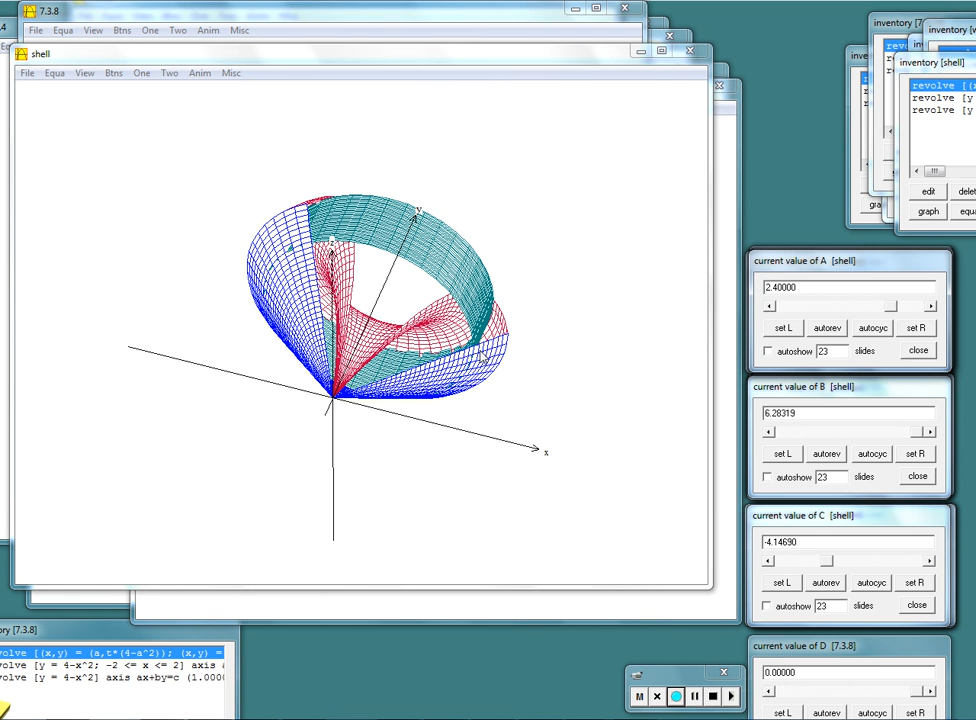 7.3.8
File Equa View Btns One Two Anim Misc
shell
File Equa View Btns One Two Anim Misc
y
z
x
inventory [7
inventory [w
inventory [shell]
revolve [(x
revolve [y
revolve [y
edit
delet
graph
equa
current value of A [shell]
2.40000
set L autorev autocyc set R
autoshow 23 slides close
current value of B [shell]
6.28319
set L autorev autocyc set R
autoshow 23 slides close
current value of C [shell]
-4.14690
set L autorev autocyc set R
autoshow 23 slides close
current value of D [7.3.8]
0.00000
set L autorev autocyc set R
ory [7.3.8]
volve [(x,y) = (a,t*(4-a^2)); (x,y) =
volve [y = 4-x^2; -2 <= x <= 2] axis a
volve [y = 4-x^2] axis ax+by=c (1.0000
M